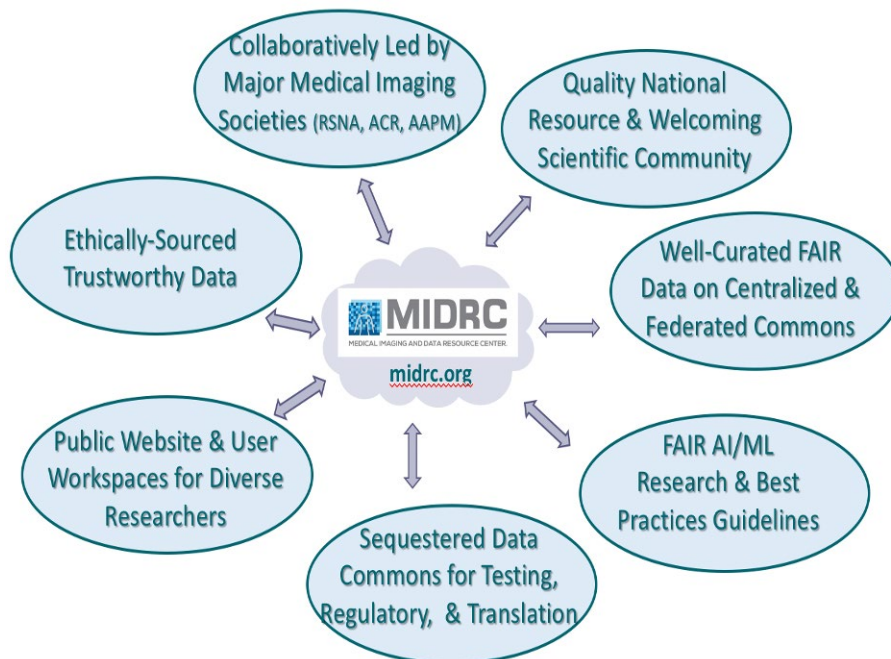 Collaboratively Led by
Major Medical Imaging
Societies (RSNA, ACR, AAPM)
Quality National
Resource & Welcoming
Scientific Community
Ethically-Sourced
Trustworthy Data
Well-Curated FAIR
Data on Centralized &
Federated Commons
MIDRC
MEDICAL IMAGING AND DATA RESOURCE CENTER.
midrc.org
Public Website & User
Workspaces for Diverse
Researchers
FAIR AI/ML
Research & Best
Practices Guidelines
Sequestered Data
Commons for Testing,
Regulatory, & Translation